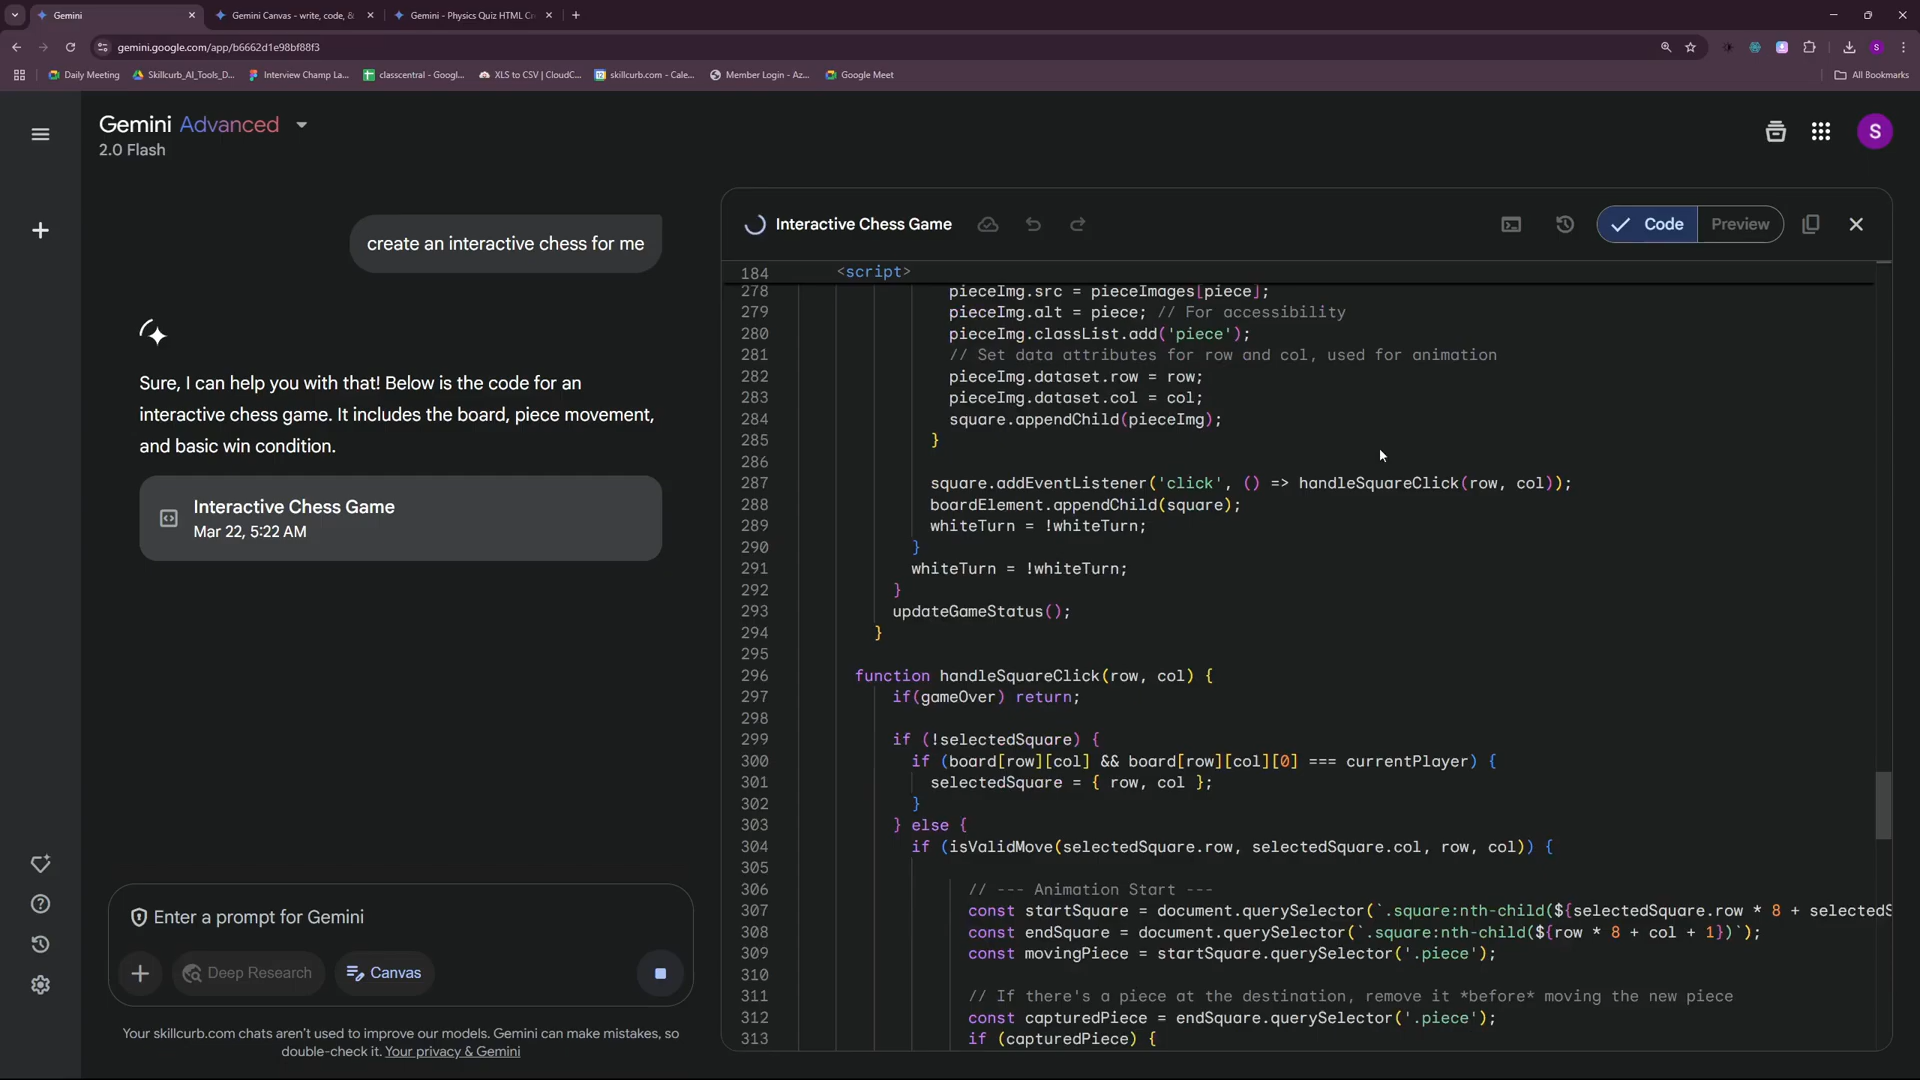 Gemini
Gemini Canvas - write, code, &
Gemini - Physics Quiz HTML Cr
gemini.google.com/app/b6662d1e98bf88f3
Daily Meeting
Skillcurb_AI_Tools_D...
Interview Champ La...
classcentral - Googl...
XLS to CSV | CloudC...
skillcurb.com - Cale...
Member Login - Az...
Google Meet
All Bookmarks
Gemini Advanced
2.0 Flash
S
create an interactive chess for me
Sure, I can help you with that! Below is the code for an
interactive chess game. It includes the board, piece movement,
and basic win condition.
Interactive Chess Game
Mar 22, 5:22 AM
Enter a prompt for Gemini
Deep Research
Canvas
Your skillcurb.com chats aren't used to improve our models. Gemini can make mistakes, so
double-check it. Your privacy & Gemini
Interactive Chess Game
Code
Preview
184 <script>
278 pieceImg.src = pieceImages[piece];
279 pieceImg.alt = piece; // For accessibility
280 pieceImg.classList.add('piece');
281 // Set data attributes for row and col, used for animation
282 pieceImg.dataset.row = row;
283 pieceImg.dataset.col = col;
284 square.appendChild(pieceImg);
285 }
286
287 square.addEventListener('click', () => handleSquareClick(row, col));
288 boardElement.appendChild(square);
289 whiteTurn = !whiteTurn;
290 }
291 whiteTurn = !whiteTurn;
292 }
293 updateGameStatus();
294 }
295
296 function handleSquareClick(row, col) {
297 if(gameOver) return;
298
299 if (!selectedSquare) {
300 if (board[row][col] && board[row][col][0] === currentPlayer) {
301 selectedSquare = { row, col };
302 }
303 } else {
304 if (isValidMove(selectedSquare.row, selectedSquare.col, row, col)) {
305
306 // --- Animation Start ---
307 const startSquare = document.querySelector(`.square:nth-child(${selectedSquare.row * 8 + selectedS
308 const endSquare = document.querySelector(`.square:nth-child(${row * 8 + col + 1})`);
309 const movingPiece = startSquare.querySelector('.piece');
310
311 // If there's a piece at the destination, remove it *before* moving the new piece
312 const capturedPiece = endSquare.querySelector('.piece');
313 if (capturedPiece) {